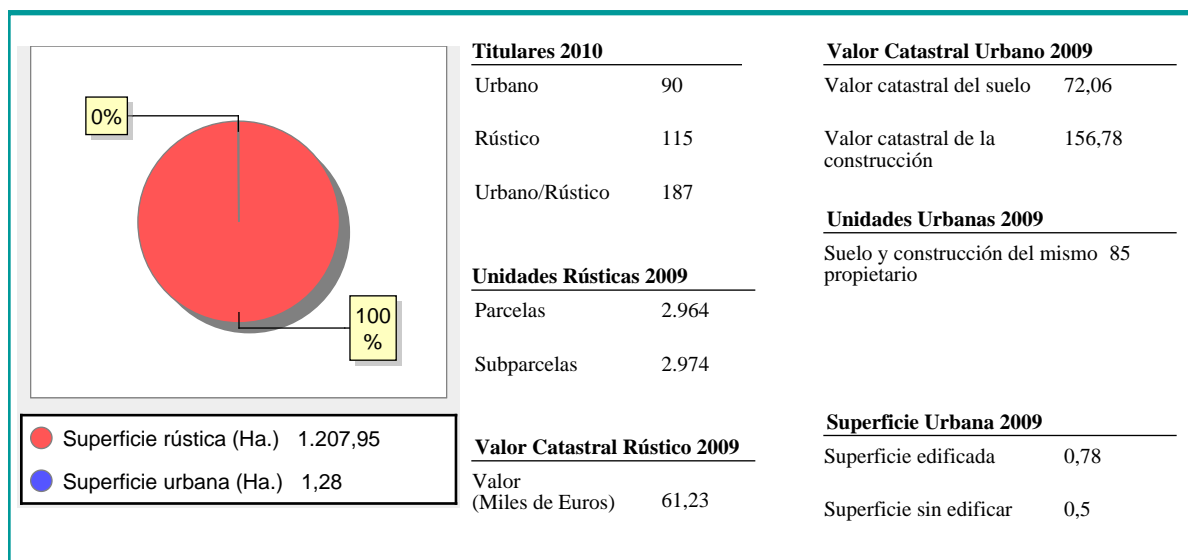 0%
100
%
Superficie rústica (Ha.) 1.207,95
Superficie urbana (Ha.) 1,28
Titulares 2010
Urbano 90
Rústico 115
Urbano/Rústico 187
Unidades Rústicas 2009
Parcelas 2.964
Subparcelas 2.974
Valor Catastral Rústico 2009
Valor
(Miles de Euros) 61,23
Valor Catastral Urbano 2009
Valor catastral del suelo 72,06
Valor catastral de la 156,78
construcción
Unidades Urbanas 2009
Suelo y construcción del mismo 85
propietario
Superficie Urbana 2009
Superficie edificada 0,78
Superficie sin edificar 0,5